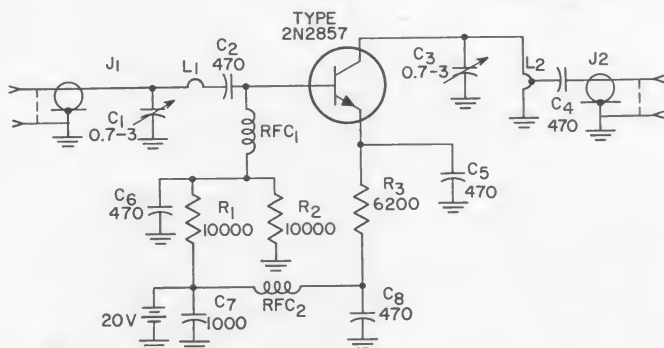 TYPE
2N2857
J1
L1
C2
470
C3
0.7-3
L2
J2
C1
0.7-3
C4
470
RFC1
C5
470
C6
470
R1
10000
R2
10000
R3
6200
20V
C7
1000
RFC2
C8
470